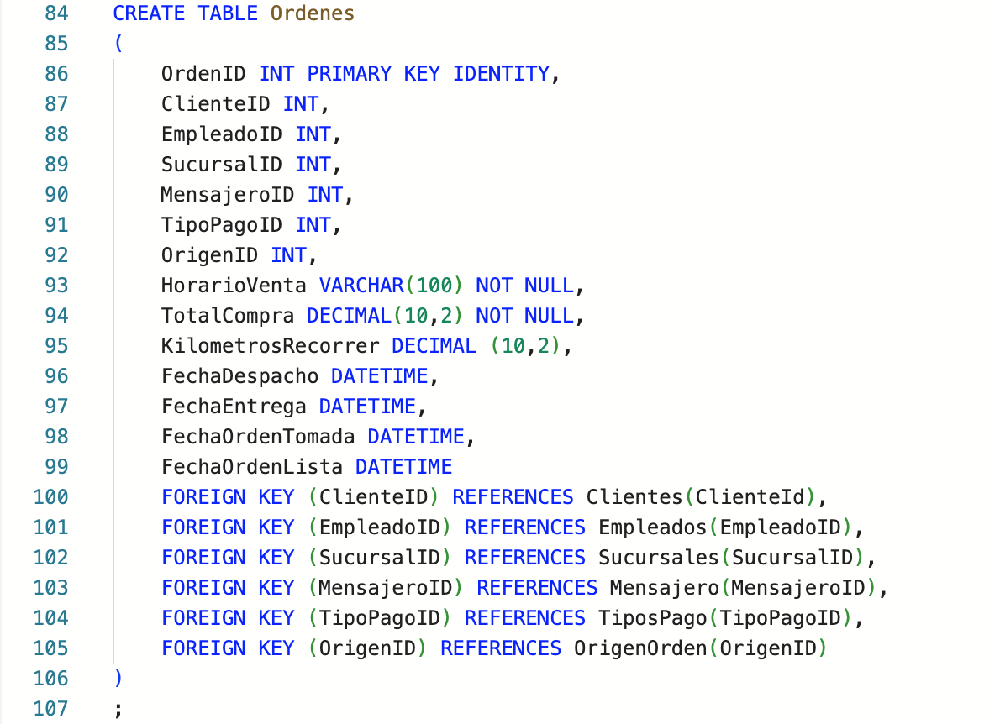 84 CREATE TABLE Ordenes
85 (
86 OrdenID INT PRIMARY KEY IDENTITY,
87 ClienteID INT,
88 EmpleadoID INT,
89 SucursalID INT,
90 MensajeroID INT,
91 TipoPagoID INT,
92 OrigenID INT,
93 HorarioVenta VARCHAR(100) NOT NULL,
94 TotalCompra DECIMAL(10,2) NOT NULL,
95 KilometrosRecorrer DECIMAL (10,2),
96 FechaDespacho DATETIME,
97 FechaEntrega DATETIME,
98 FechaOrdenTomada DATETIME,
99 FechaOrdenLista DATETIME
100 FOREIGN KEY (ClienteID) REFERENCES Clientes(ClienteId),
101 FOREIGN KEY (EmpleadoID) REFERENCES Empleados(EmpleadoID),
102 FOREIGN KEY (SucursalID) REFERENCES Sucursales(SucursalID),
103 FOREIGN KEY (MensajeroID) REFERENCES Mensajero(MensajeroID),
104 FOREIGN KEY (TipoPagoID) REFERENCES TiposPago(TipoPagoID),
105 FOREIGN KEY (OrigenID) REFERENCES OrigenOrden(OrigenID)
106 )
107 ;